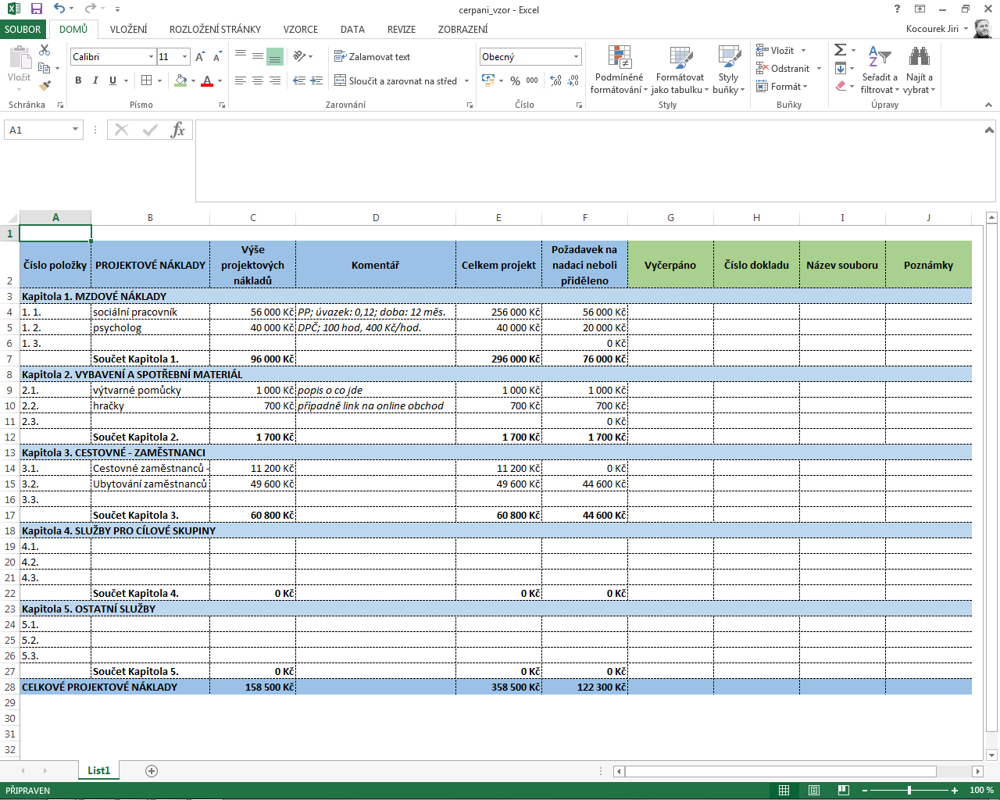 cerpani_vzor - Excel
SOUBOR DOMŮ VLOŽENÍ ROZLOŽENÍ STRÁNKY VZORCE DATA REVIZE ZOBRAZENÍ Kocourek Jiri
Vložit
Schránka
Calibri 11
B I U
Písmo
Zalamovat text
Sloučit a zarovnat na střed
Zarovnání
Obecný
% 000
Číslo
Podmíněné formátování
Formátovat jako tabulku
Styly buňky
Styly
Vložit
Odstranit
Formát
Buňky
Seřadit a filtrovat
Najít a vybrat
Úpravy
A1 fx
A B C D E F G H I J
1
2 Číslo položky PROJEKTOVÉ NÁKLADY Výše projektových nákladů Komentář Celkem projekt Požadavek na nadaci neboli přiděleno Vyčerpáno Číslo dokladu Název souboru Poznámky
3 Kapitola 1. MZDOVÉ NÁKLADY
4 1. 1. sociální pracovník 56 000 Kč PP; úvazek: 0,12; doba: 12 měs. 256 000 Kč 56 000 Kč
5 1. 2. psycholog 40 000 Kč DPČ; 100 hod, 400 Kč/hod. 40 000 Kč 20 000 Kč
6 1. 3. 0 Kč
7 Součet Kapitola 1. 96 000 Kč 296 000 Kč 76 000 Kč
8 Kapitola 2. VYBAVENÍ A SPOTŘEBNÍ MATERIÁL
9 2.1. výtvarné pomůcky 1 000 Kč popis o co jde 1 000 Kč 1 000 Kč
10 2.2. hračky 700 Kč případně link na online obchod 700 Kč 700 Kč
11 2.3. 0 Kč
12 Součet Kapitola 2. 1 700 Kč 1 700 Kč 1 700 Kč
13 Kapitola 3. CESTOVNÉ - ZAMĚSTNANCI
14 3.1. Cestovné zaměstnanců - 11 200 Kč 11 200 Kč 0 Kč
15 3.2. Ubytování zaměstnanců 49 600 Kč 49 600 Kč 44 600 Kč
16 3.3.
17 Součet Kapitola 3. 60 800 Kč 60 800 Kč 44 600 Kč
18 Kapitola 4. SLUŽBY PRO CÍLOVÉ SKUPINY
19 4.1.
20 4.2.
21 4.3.
22 Součet Kapitola 4. 0 Kč 0 Kč 0 Kč
23 Kapitola 5. OSTATNÍ SLUŽBY
24 5.1.
25 5.2.
26 5.3.
27 Součet Kapitola 5. 0 Kč 0 Kč 0 Kč
28 CELKOVÉ PROJEKTOVÉ NÁKLADY 158 500 Kč 358 500 Kč 122 300 Kč
29
30
31
32
List1
PŘIPRAVEN 100 %